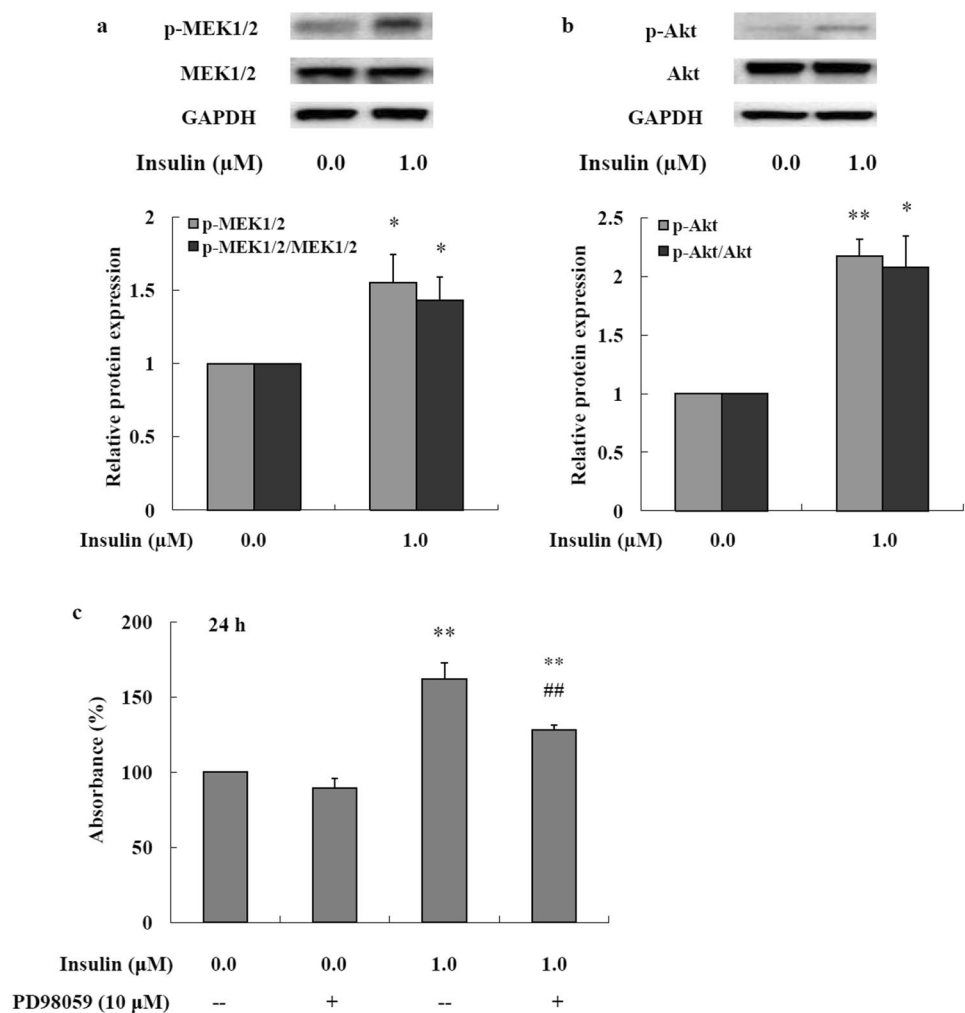 a
p-MEK1/2
MEK1/2
GAPDH
Insulin (μM) 0.0 1.0
2
1.5
1
0.5
0
Relative protein expression
p-MEK1/2
p-MEK1/2/MEK1/2
*
*
Insulin (μM) 0.0 1.0
b
p-Akt
Akt
GAPDH
Insulin (μM) 0.0 1.0
2.5
2
1.5
1
0.5
0
Relative protein expression
p-Akt
p-Akt/Akt
**
*
Insulin (μM) 0.0 1.0
c
24 h
200
150
100
50
0
Absorbance (%)
**
**
##
Insulin (μM) 0.0 0.0 1.0 1.0
PD98059 (10 μM) -- + -- +